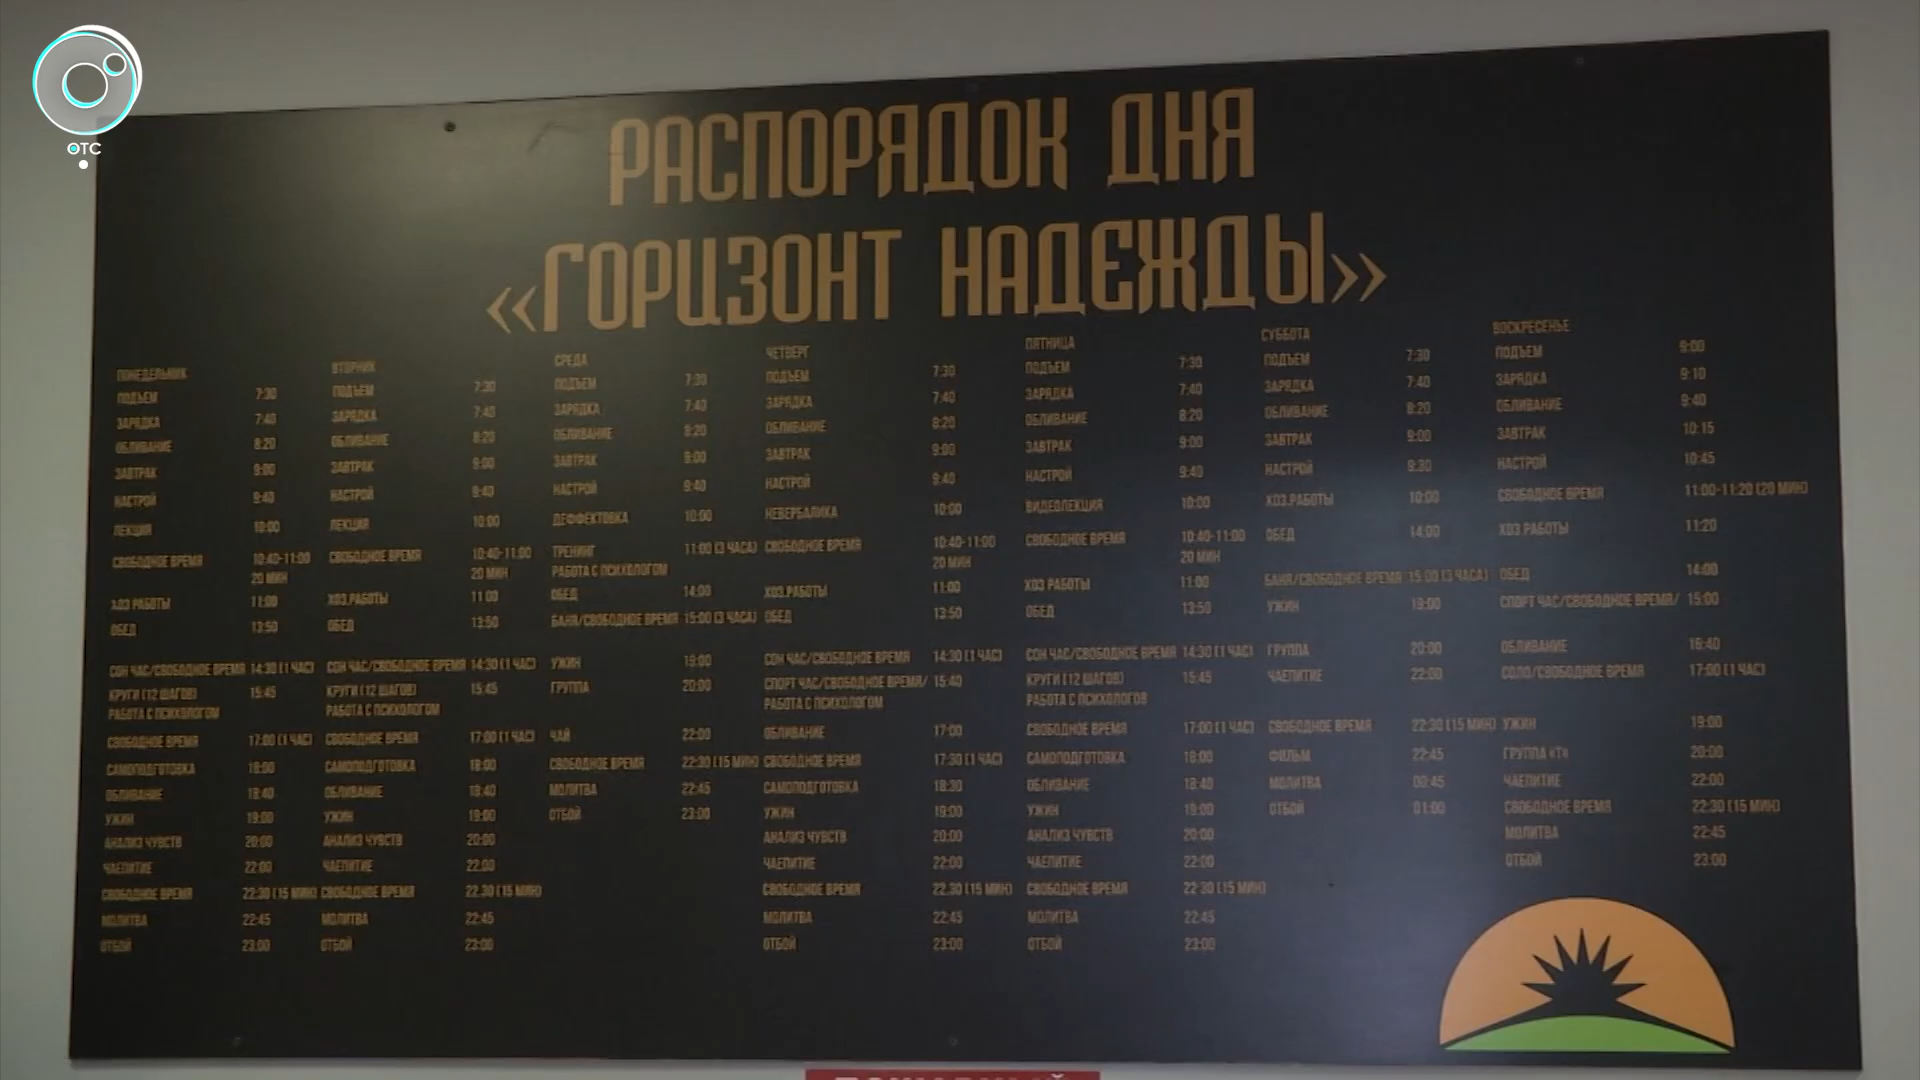 ОТС
РАСПОРЯДОК ДНЯ
«ГОРИЗОНТ НАДЕЖДЫ»
ПОНЕДЕЛЬНИК
ПОДЪЕМ 7:30
ЗАРЯДКА 7:40
ОБЛИВАНИЕ 8:20
ЗАВТРАК 9:00
НАСТРОЙ 9:40
ЛЕКЦИЯ 10:00
СВОБОДНОЕ ВРЕМЯ 10:40-11:00
20 МИН
ХОЗ РАБОТЫ 11:00
ОБЕД 13:50
СОН ЧАС/СВОБОДНОЕ ВРЕМЯ 14:30 (1 ЧАС)
КРУГИ (12 ШАГОВ) 15:45
РАБОТА С ПСИХОЛОГОМ
СВОБОДНОЕ ВРЕМЯ 17:00 (1 ЧАС)
САМОПОДГОТОВКА 18:00
ОБЛИВАНИЕ 18:40
УЖИН 19:00
АНАЛИЗ ЧУВСТВ 20:00
ЧАЕПИТИЕ 22:00
СВОБОДНОЕ ВРЕМЯ 22:30 (15 МИН)
МОЛИТВА 22:45
ОТБОЙ 23:00
ВТОРНИК
ПОДЪЕМ 7:30
ЗАРЯДКА 7:40
ОБЛИВАНИЕ 8:20
ЗАВТРАК 9:00
НАСТРОЙ 9:40
ЛЕКЦИЯ 10:00
СВОБОДНОЕ ВРЕМЯ 10:40-11:00
20 МИН
ХОЗ.РАБОТЫ 11:00
ОБЕД 13:50
СОН ЧАС/СВОБОДНОЕ ВРЕМЯ 14:30 (1 ЧАС)
КРУГИ (12 ШАГОВ) 15:45
РАБОТА С ПСИХОЛОГОМ
СВОБОДНОЕ ВРЕМЯ 17:00 (1 ЧАС)
САМОПОДГОТОВКА 18:00
ОБЛИВАНИЕ 18:40
УЖИН 19:00
АНАЛИЗ ЧУВСТВ 20:00
ЧАЕПИТИЕ 22:00
СВОБОДНОЕ ВРЕМЯ 22:30 (15 МИН)
МОЛИТВА 22:45
ОТБОЙ 23:00
СРЕДА
ПОДЪЕМ 7:30
ЗАРЯДКА 7:40
ОБЛИВАНИЕ 8:20
ЗАВТРАК 9:00
НАСТРОЙ 9:40
ДЕФФЕКТОВКА 10:00
ТРЕНИНГ 11:00 (3 ЧАСА)
РАБОТА С ПСИХОЛОГОМ
ОБЕД 14:00
БАНЯ/СВОБОДНОЕ ВРЕМЯ 15:00 (3 ЧАСА)
УЖИН 19:00
ГРУППА 20:00
ЧАЙ 22:00
СВОБОДНОЕ ВРЕМЯ 22:30 (15 МИН)
МОЛИТВА 22:45
ОТБОЙ 23:00
ЧЕТВЕРГ
ПОДЪЕМ 7:30
ЗАРЯДКА 7:40
ОБЛИВАНИЕ 8:20
ЗАВТРАК 9:00
НАСТРОЙ 9:40
НЕВЕРБАЛИКА 10:00
СВОБОДНОЕ ВРЕМЯ 10:40-11:00
20 МИН
ХОЗ.РАБОТЫ 11:00
ОБЕД 13:50
СОН ЧАС/СВОБОДНОЕ ВРЕМЯ 14:30 (1 ЧАС)
СПОРТ ЧАС/СВОБОДНОЕ ВРЕМЯ/ 15:40
РАБОТА С ПСИХОЛОГОМ
ОБЛИВАНИЕ 17:00
СВОБОДНОЕ ВРЕМЯ 17:30 (1 ЧАС)
САМОПОДГОТОВКА 18:30
УЖИН 19:00
АНАЛИЗ ЧУВСТВ 20:00
ЧАЕПИТИЕ 22:00
СВОБОДНОЕ ВРЕМЯ 22:30 (15 МИН)
МОЛИТВА 22:45
ОТБОЙ 23:00
ПЯТНИЦА
ПОДЪЕМ 7:30
ЗАРЯДКА 7:40
ОБЛИВАНИЕ 8:20
ЗАВТРАК 9:00
НАСТРОЙ 9:40
ВИДЕОЛЕКЦИЯ 10:00
СВОБОДНОЕ ВРЕМЯ 10:40-11:00
20 МИН
ХОЗ РАБОТЫ 11:00
ОБЕД 13:50
СОН ЧАС/СВОБОДНОЕ ВРЕМЯ 14:30 (1 ЧАС)
КРУГИ (12 ШАГОВ) 15:45
РАБОТА С ПСИХОЛОГОВ
СВОБОДНОЕ ВРЕМЯ 17:00 (1 ЧАС)
САМОПОДГОТОВКА 18:00
ОБЛИВАНИЕ 18:40
УЖИН 19:00
АНАЛИЗ ЧУВСТВ 20:00
ЧАЕПИТИЕ 22:00
СВОБОДНОЕ ВРЕМЯ 22:30 (15 МИН)
МОЛИТВА 22:45
ОТБОЙ 23:00
СУББОТА
ПОДЪЕМ 7:30
ЗАРЯДКА 7:40
ОБЛИВАНИЕ 8:20
ЗАВТРАК 9:00
НАСТРОЙ 9:30
ХОЗ.РАБОТЫ 10:00
ОБЕД 14:00
БАНЯ/СВОБОДНОЕ ВРЕМЯ 15:00 (3 ЧАСА)
УЖИН 19:00
ГРУППА 20:00
ЧАЕПИТИЕ 22:00
СВОБОДНОЕ ВРЕМЯ 22:30 (15 МИН)
ФИЛЬМ 22:45
МОЛИТВА 00:45
ОТБОЙ 01:00
ВОСКРЕСЕНЬЕ
ПОДЪЕМ 9:00
ЗАРЯДКА 9:10
ОБЛИВАНИЕ 9:40
ЗАВТРАК 10:15
НАСТРОЙ 10:45
СВОБОДНОЕ ВРЕМЯ 11:00-11:20 (20 МИН)
ХОЗ РАБОТЫ 11:20
ОБЕД 14:00
СПОРТ ЧАС/СВОБОДНОЕ ВРЕМЯ/ 15:00
ОБЛИВАНИЕ 16:40
СОЛО/СВОБОДНОЕ ВРЕМЯ 17:00 (1 ЧАС)
УЖИН 19:00
ГРУППА «Т» 20:00
ЧАЕПИТИЕ 22:00
СВОБОДНОЕ ВРЕМЯ 22:30 (15 МИН)
МОЛИТВА 22:45
ОТБОЙ 23:00